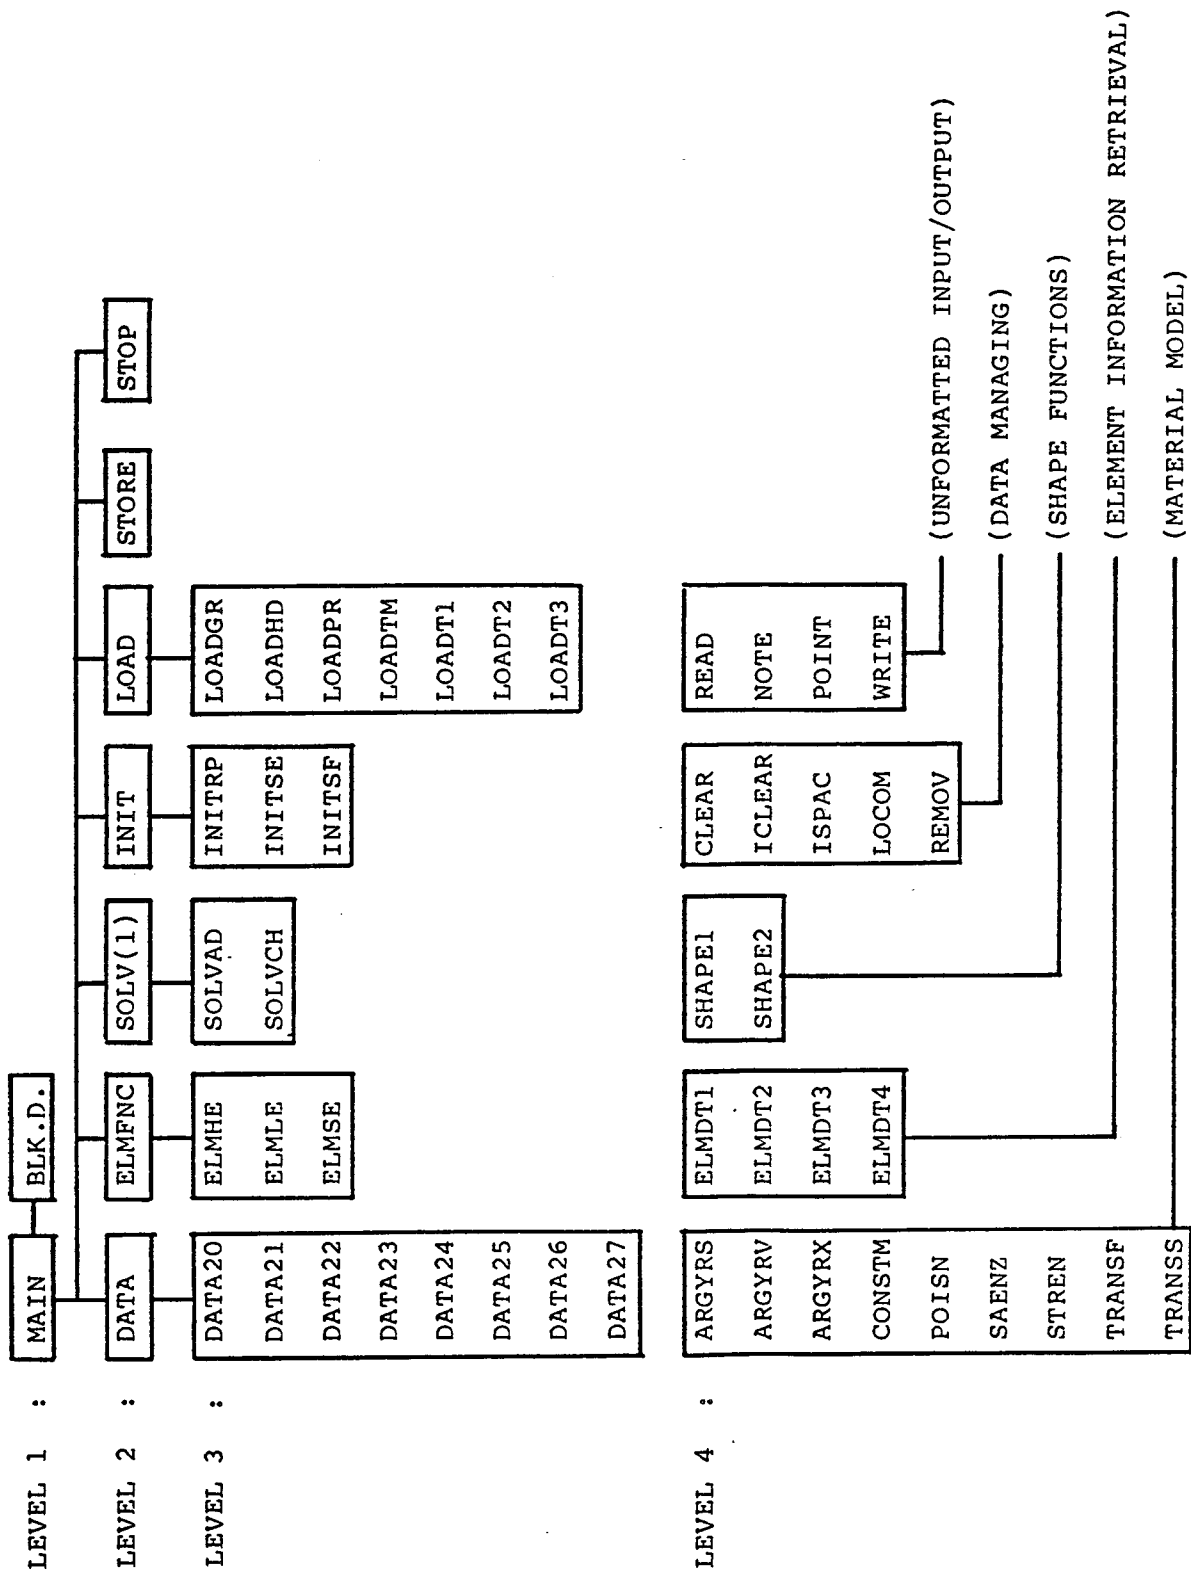 LEVEL 1 : MAIN BLK.D.
LEVEL 2 : DATA ELMFNC SOLV(1) INIT LOAD STORE STOP
LEVEL 3 : DATA20 ELMHE SOLVAD INITRP LOADGR
DATA21 ELMLE SOLVCH INITSE LOADHD
DATA22 ELMSE INITSF LOADPR
DATA23 LOADTM
DATA24 LOADT1
DATA25 LOADT2
DATA26 LOADT3
DATA27
LEVEL 4 : ARGYRS ELMDT1 SHAPE1 CLEAR READ
ARGYRV ELMDT2 SHAPE2 ICLEAR NOTE
ARGYRX ELMDT3 ISPAC POINT
CONSTM ELMDT4 LOCOM WRITE
POISN REMOV (UNFORMATTED INPUT/OUTPUT)
SAENZ (DATA MANAGING)
STREN (SHAPE FUNCTIONS)
TRANSF (ELEMENT INFORMATION RETRIEVAL)
TRANSS (MATERIAL MODEL)